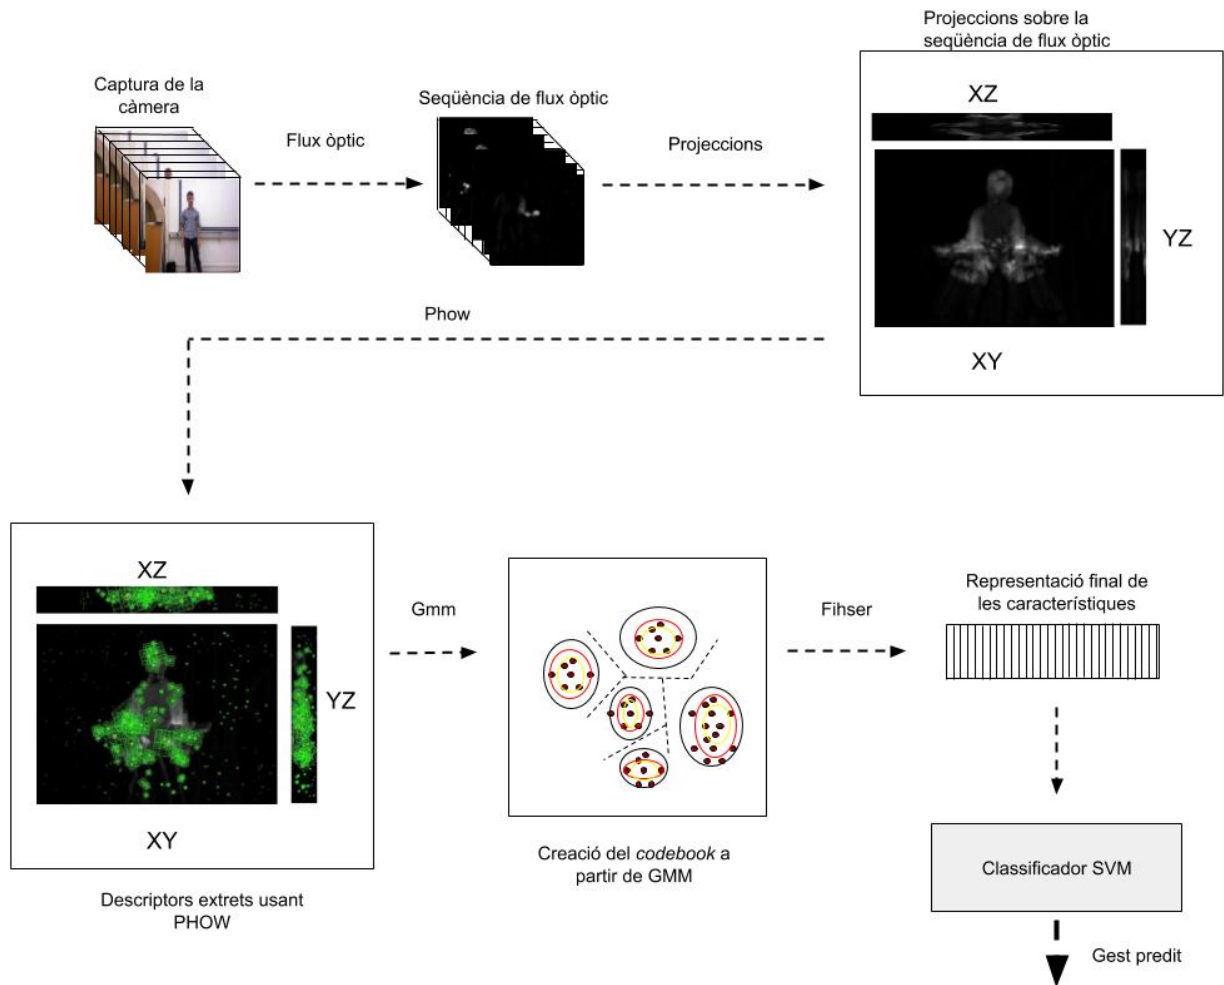 Projeccions sobre la
seqüència de flux òptic
Captura de la
càmera
Flux òptic
Seqüència de flux òptic
Projeccions
XZ
YZ
XY
Phow
XZ
YZ
XY
Descriptors extrets usant
PHOW
Gmm
Creació del codebook a
partir de GMM
Fihser
Representació final de
les característiques
Classificador SVM
Gest predit